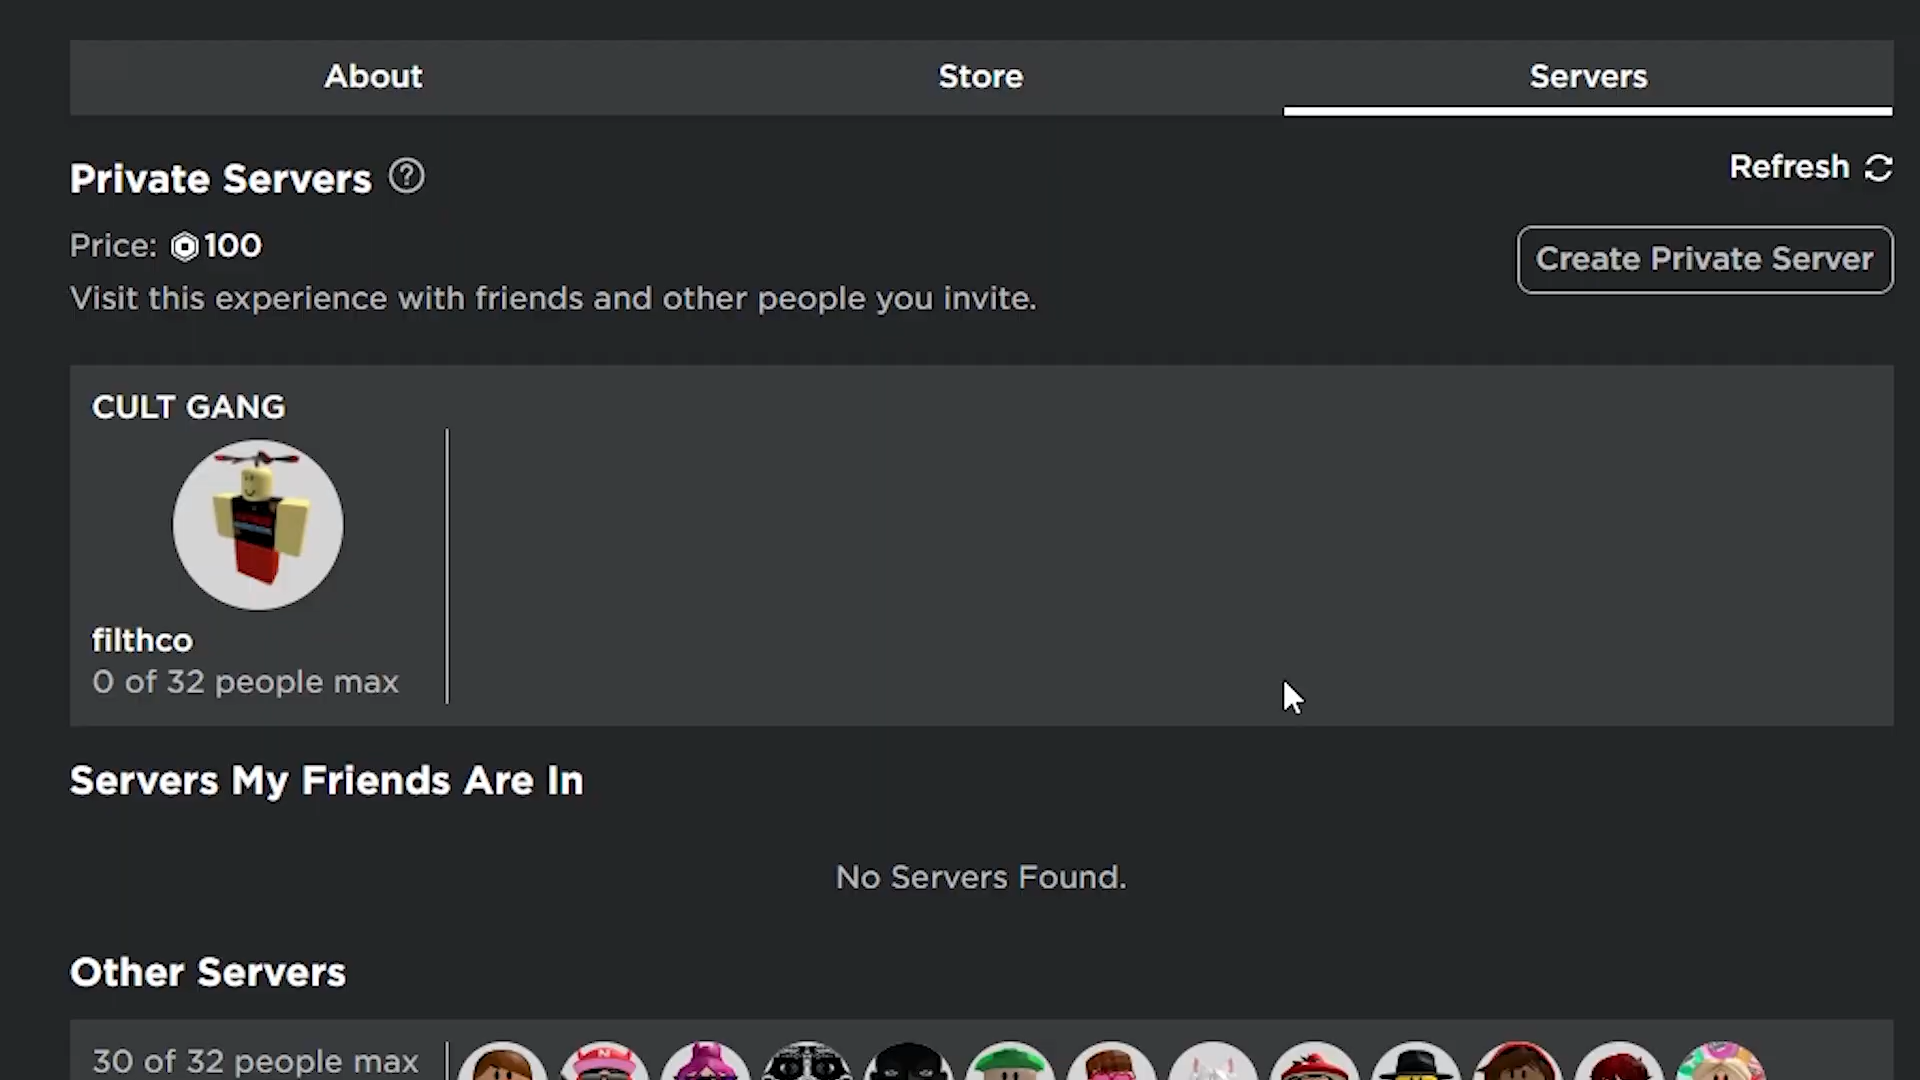 About
Store
Servers
Private Servers
Refresh
Price: 100
Create Private Server
Visit this experience with friends and other people you invite.
CULT GANG
filthco
0 of 32 people max
Servers My Friends Are In
No Servers Found.
Other Servers
30 of 32 people max